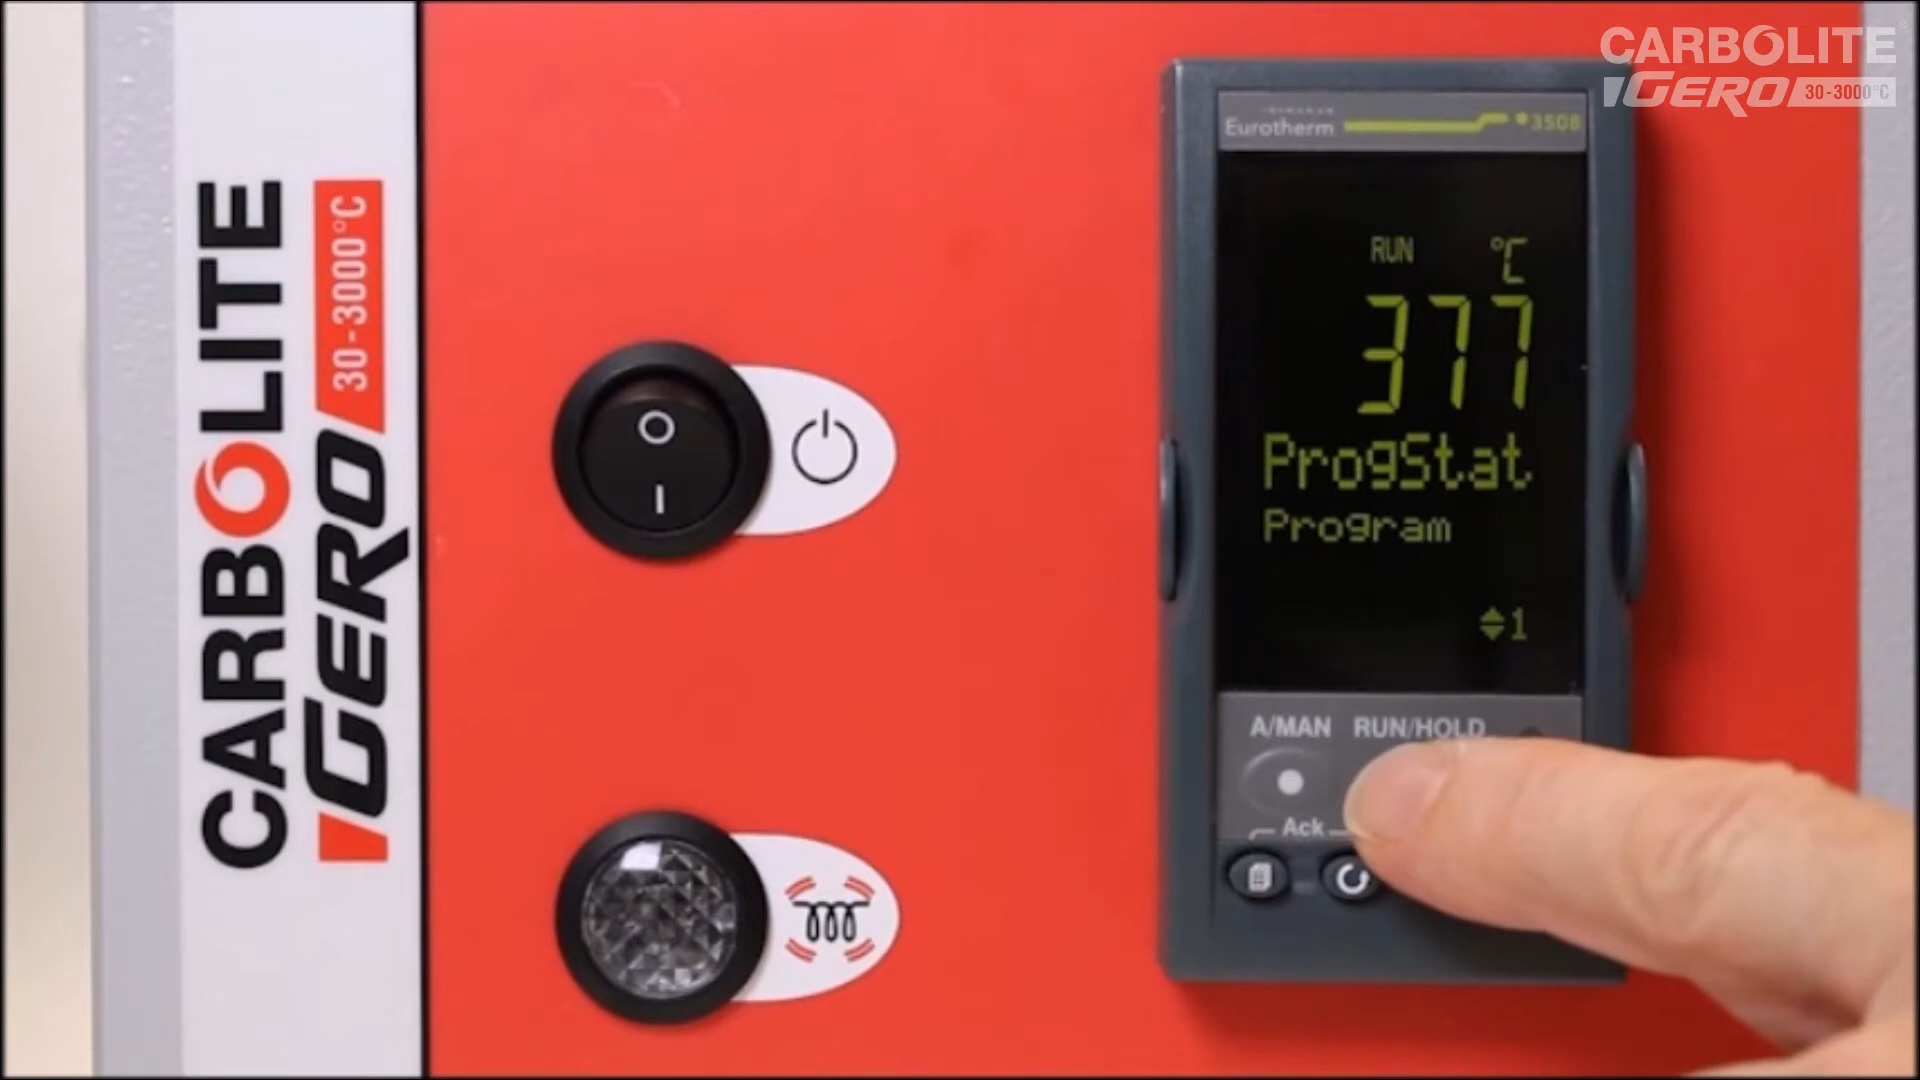 CARBOLITE
GERO 30-3000°C
CARBOLITE
GERO 30-3000°C
Eurotherm 3508
RUN °C
377
ProgStat
Program
1
A/MAN RUN/HOLD
Ack